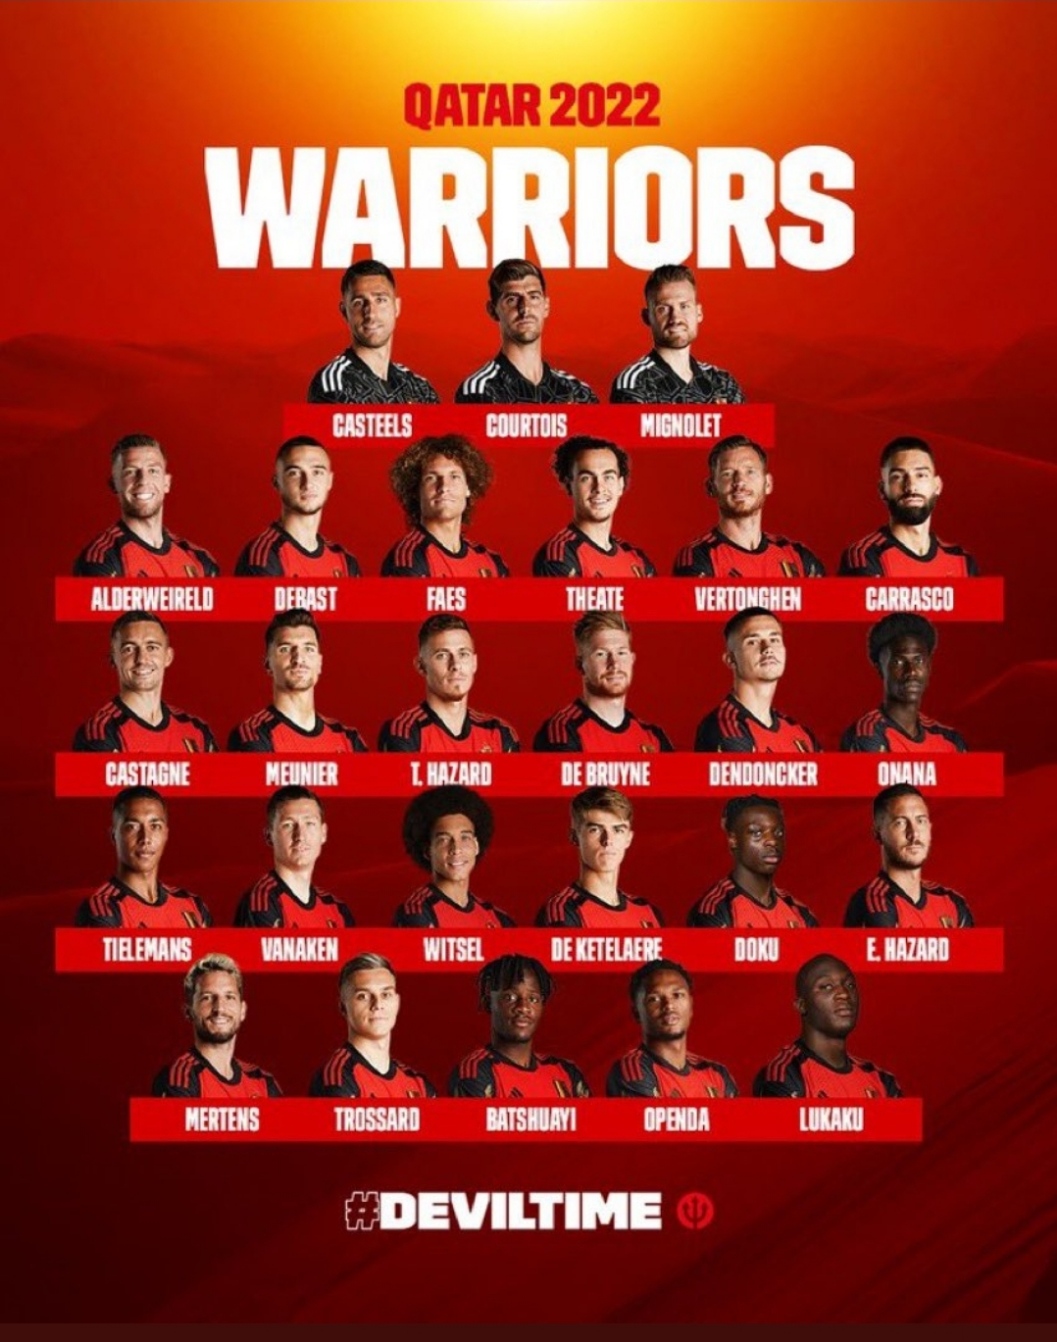 QATAR 2022
WARRIORS
CASTEELS COURTOIS MIGNOLET
ALDERWEIRELD DEBAST FAES THEATE VERTONGHEN CARRASCO
CASTAGNE MEUNIER T. HAZARD DE BRUYNE DENDONCKER ONANA
TIELEMANS VANAKEN WITSEL DE KETELAERE DOKU E. HAZARD
MERTENS TROSSARD BATSHUAYI OPENDA LUKAKU
#DEVILTIME